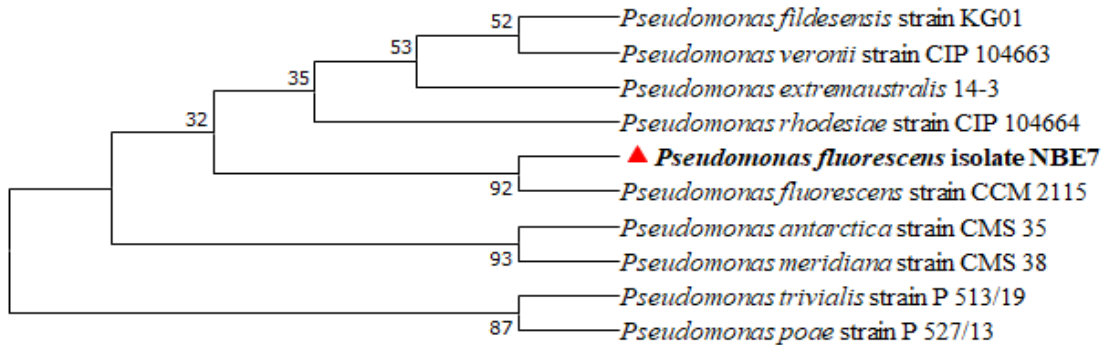 52
Pseudomonas fildesensis strain KG01
53
Pseudomonas veronii strain CIP 104663
35
Pseudomonas extremaustralis 14-3
32
Pseudomonas rhodesiae strain CIP 104664
Pseudomonas fluorescens isolate NBE7
92
Pseudomonas fluorescens strain CCM 2115
Pseudomonas antarctica strain CMS 35
93
Pseudomonas meridiana strain CMS 38
Pseudomonas trivialis strain P 513/19
87
Pseudomonas poae strain P 527/13